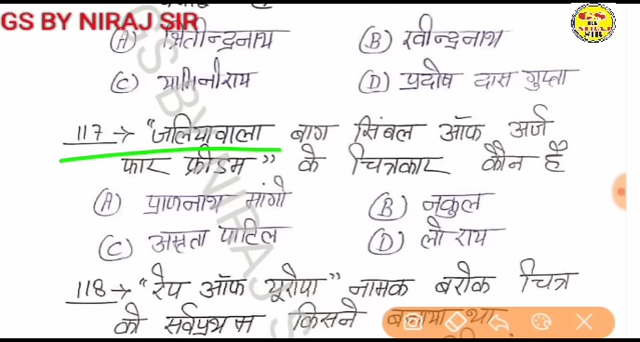 GS BY NIRAJ SIR
(A) क्षितीन्द्रनाथ (B) रवीन्द्रनाथ
(C) यामिनीराय (D) प्रदोष दास गुप्ता
117 → "जलियावाला बाग सिंबल ऑफ अर्ज
फार फ्रीडम" के चित्रकार कौन है
(A) प्राणनाथ मांगो (B) नकुल
(C) अमृता पाटिल (D) लौ राय
118 → "रेप ऑफ यूरोपा" नामक बरोक चित्र
को सर्वप्रथम किसने बनाया था